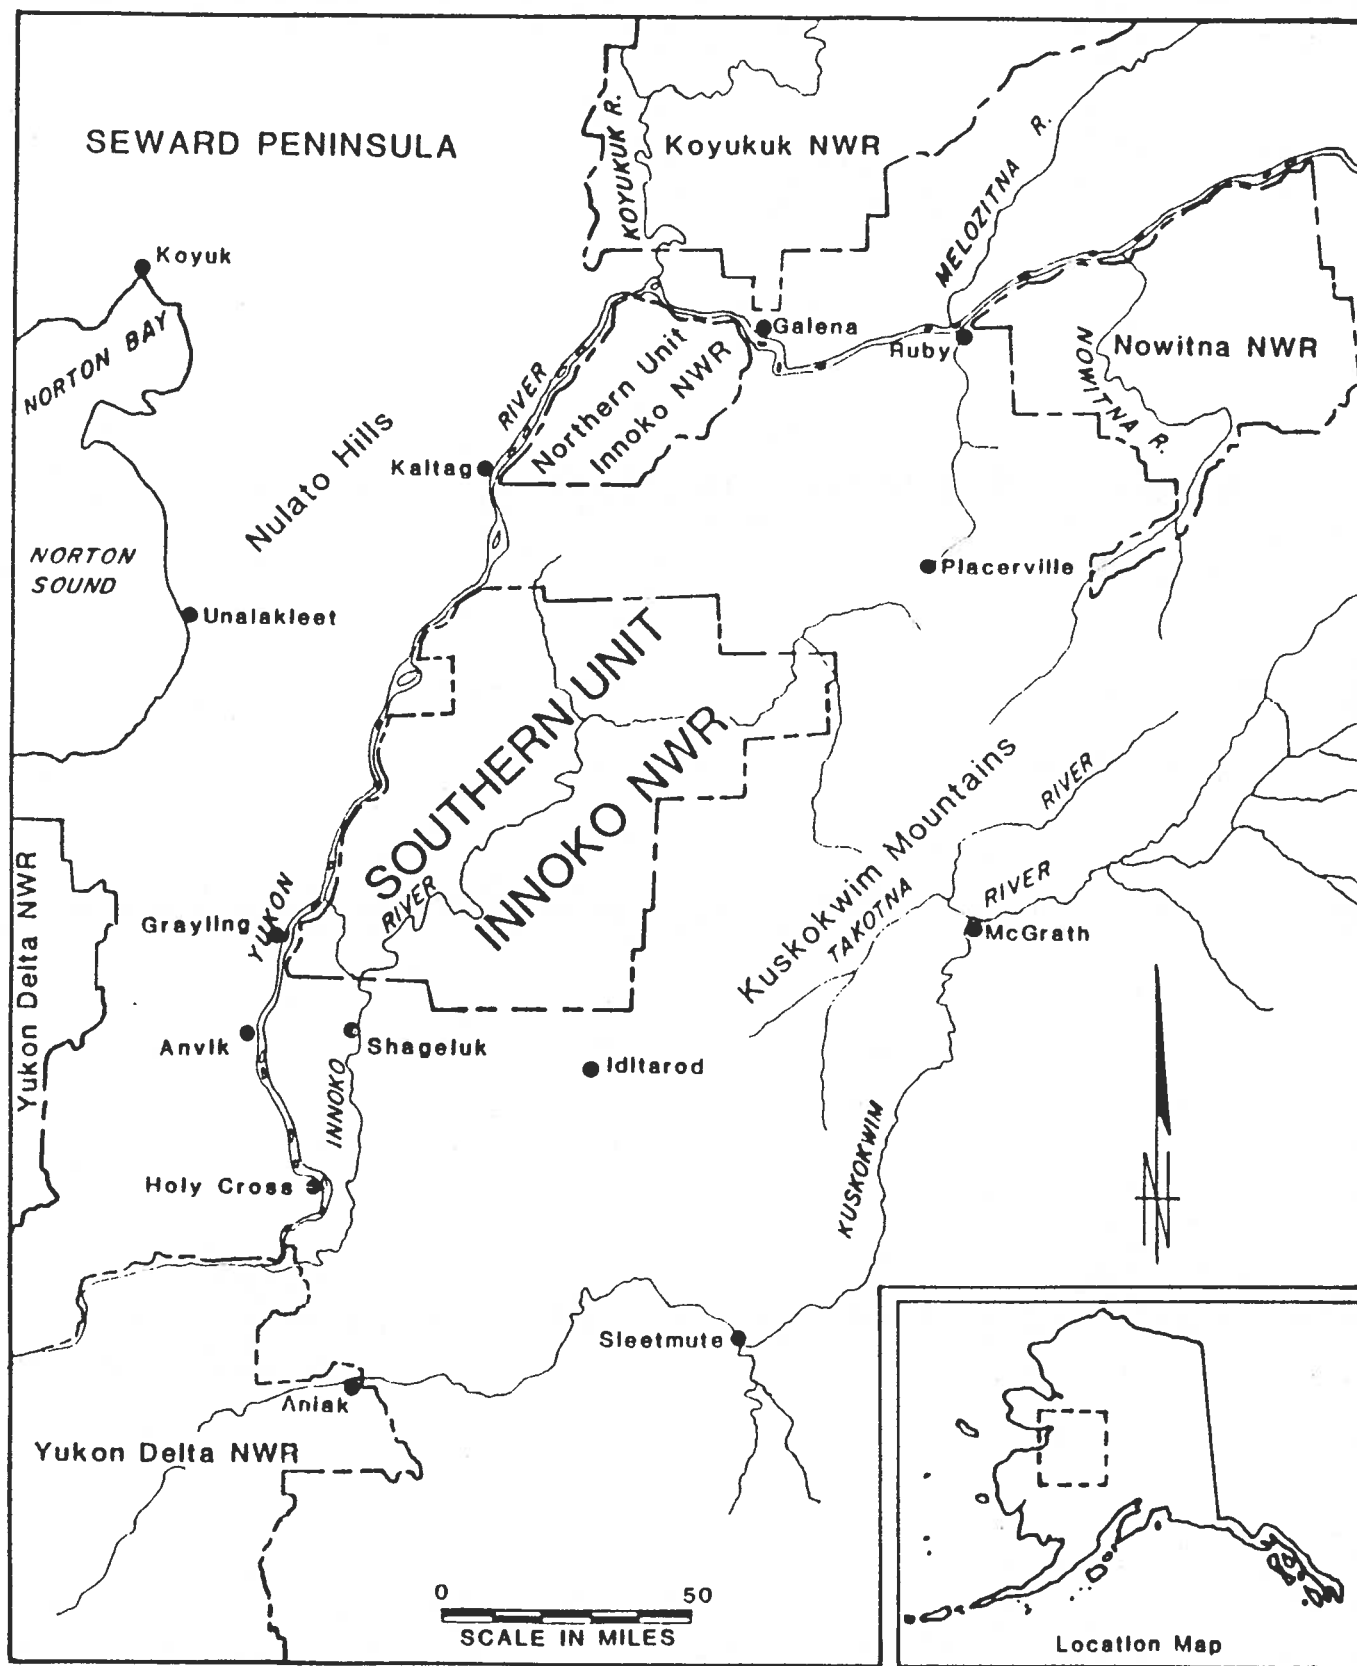 SEWARD PENINSULA
KOYUKUK R.
Koyukuk NWR
MELOZITNA R.
Koyuk
NORTON BAY
Galena
Ruby
Nowitna NWR
NOWITNA R.
RIVER
Northern Unit
Innoko NWR
Nulato Hills
Kaltag
NORTON
SOUND
Placerville
Unalakleet
SOUTHERN UNIT
INNOKO NWR
RIVER
Kuskokwim Mountains
RIVER
TAKOTNA
RIVER
McGrath
Yukon Delta NWR
Grayling
YUKON
Anvik
Shageluk
Iditarod
INNOKO
KUSKOKWIM
Holy Cross
N
Sleetmute
Aniak
Yukon Delta NWR
0 50
SCALE IN MILES
Location Map